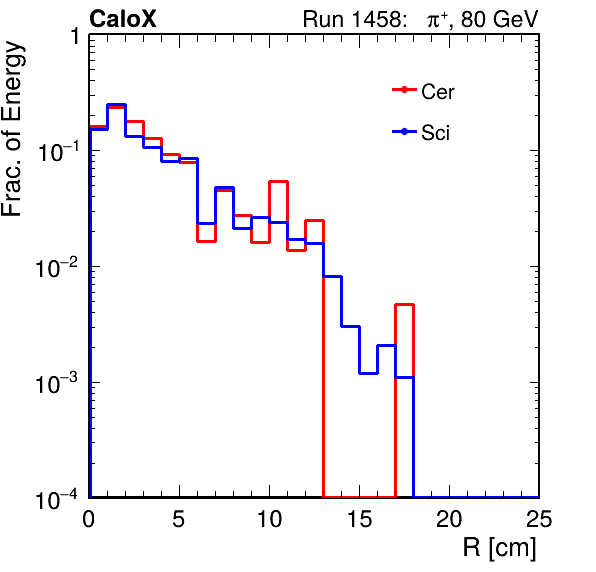 CaloX Run 1458: π⁺, 80 GeV
Frac. of Energy
1
10⁻¹
10⁻²
10⁻³
10⁻⁴
Cer
Sci
0 5 10 15 20 25
R [cm]